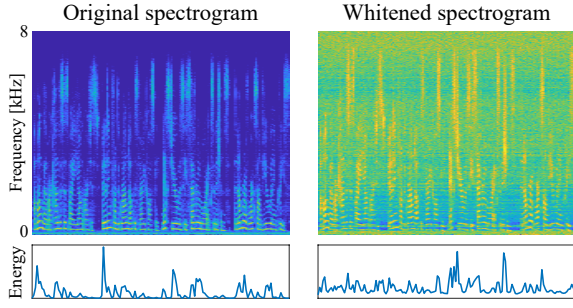 Original spectrogram
Whitened spectrogram
8
Frequency [kHz]
0
Energy